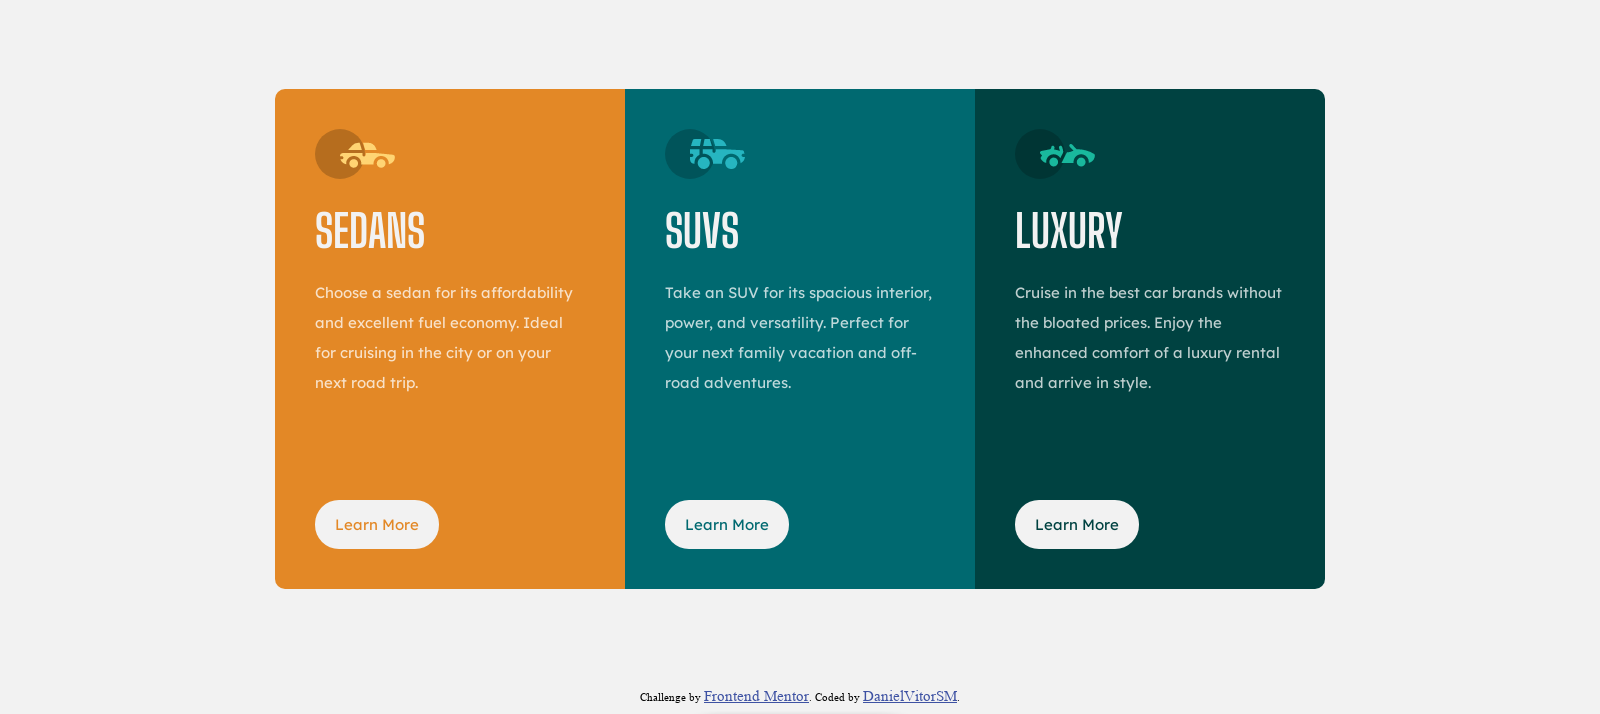 SEDANS
Choose a sedan for its affordability
and excellent fuel economy. Ideal
for cruising in the city or on your
next road trip.
Learn More
SUVS
Take an SUV for its spacious interior,
power, and versatility. Perfect for
your next family vacation and off-
road adventures.
Learn More
LUXURY
Cruise in the best car brands without
the bloated prices. Enjoy the
enhanced comfort of a luxury rental
and arrive in style.
Learn More
Challenge by Frontend Mentor. Coded by DanielVitorSM.